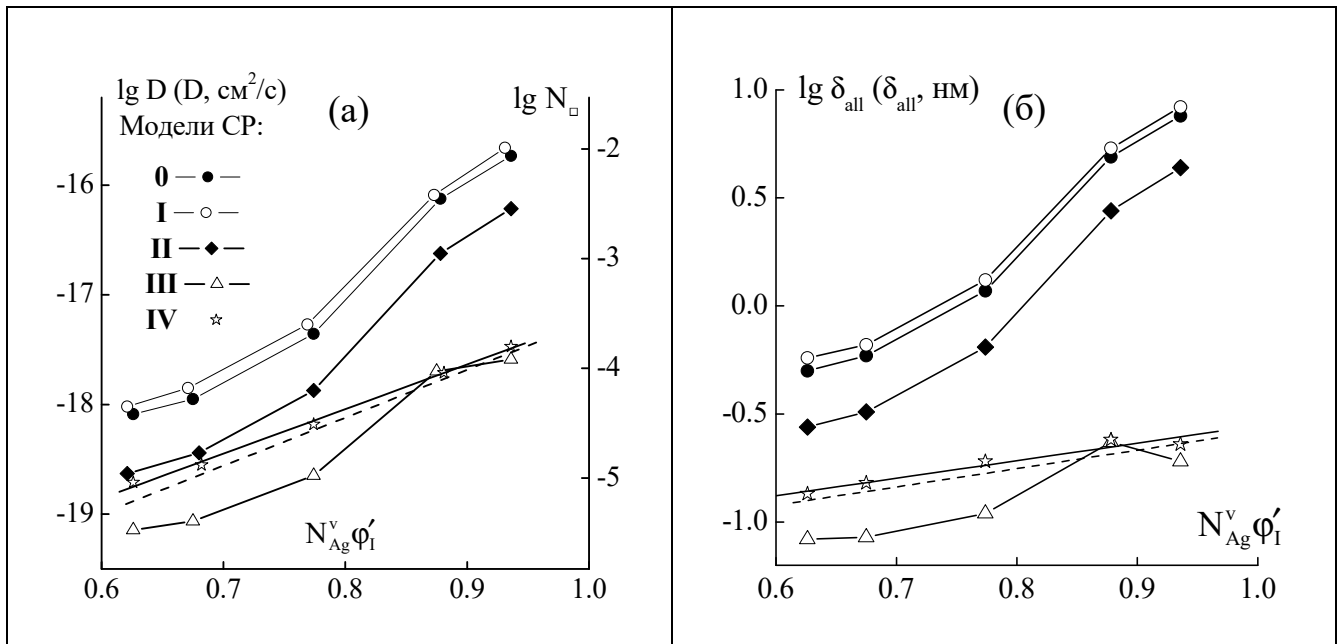 lg D (D, см²/с)
Модели СР:
(а)
lg N□
0
I
II
III
IV
-16
-17
-18
-19
-2
-3
-4
-5
N^v_Ag φ′_I
0.6 0.7 0.8 0.9 1.0
lg δ_all (δ_all, нм)
(б)
1.0
0.5
0.0
-0.5
-1.0
N^v_Ag φ′_I
0.6 0.7 0.8 0.9 1.0